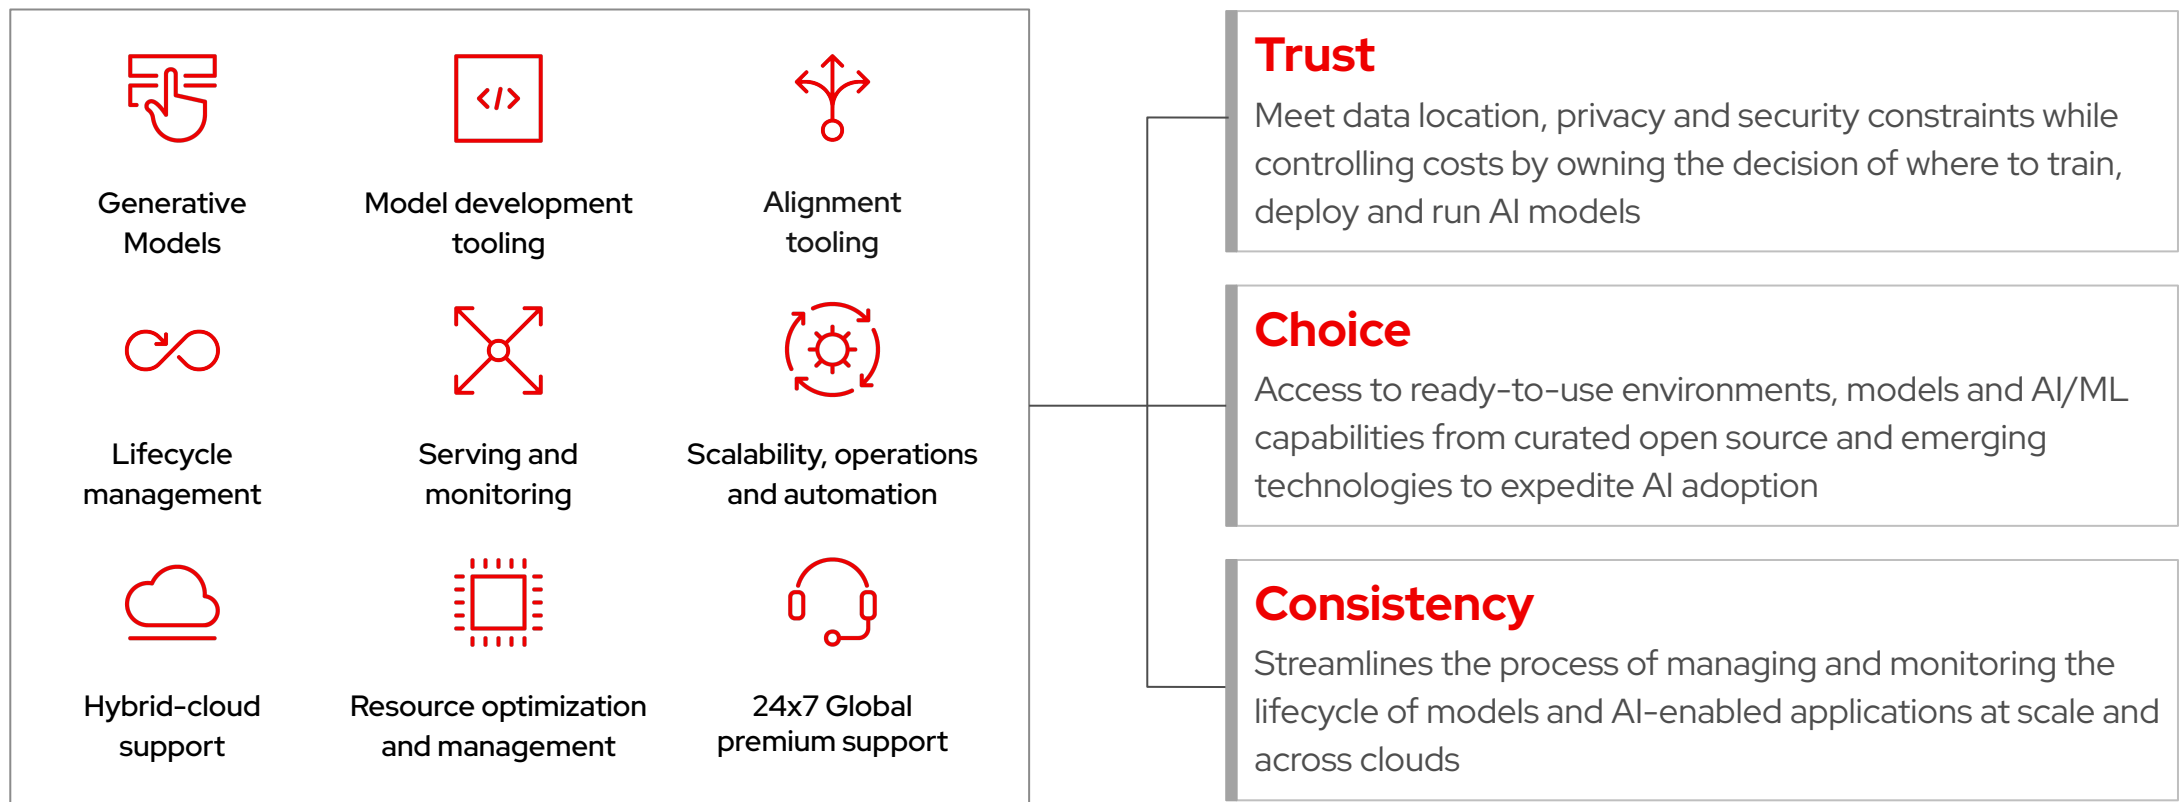 Generative
Models
Model development
tooling
Alignment
tooling
Lifecycle
management
Serving and
monitoring
Scalability, operations
and automation
Hybrid-cloud
support
Resource optimization
and management
24x7 Global
premium support
Trust
Meet data location, privacy and security constraints while
controlling costs by owning the decision of where to train,
deploy and run AI models
Choice
Access to ready-to-use environments, models and AI/ML
capabilities from curated open source and emerging
technologies to expedite AI adoption
Consistency
Streamlines the process of managing and monitoring the
lifecycle of models and AI-enabled applications at scale and
across clouds